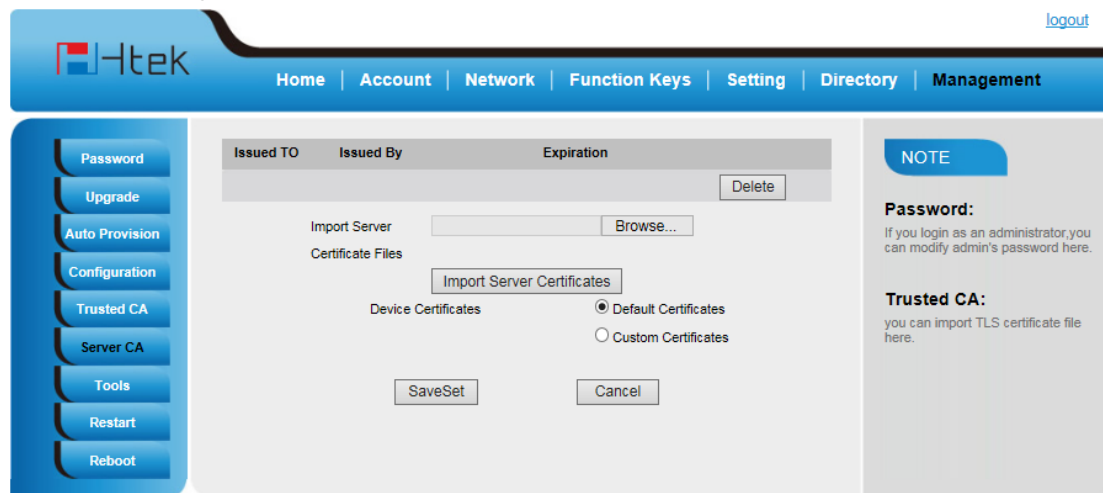 logout
Htek
Home | Account | Network | Function Keys | Setting | Directory | Management
Password
Upgrade
Auto Provision
Configuration
Trusted CA
Server CA
Tools
Restart
Reboot
Issued TO Issued By Expiration
Delete
Import Server Browse...
Certificate Files
Import Server Certificates
Device Certificates Default Certificates
Custom Certificates
SaveSet Cancel
NOTE
Password:
If you login as an administrator,you
can modify admin's password here.
Trusted CA:
you can import TLS certificate file
here.